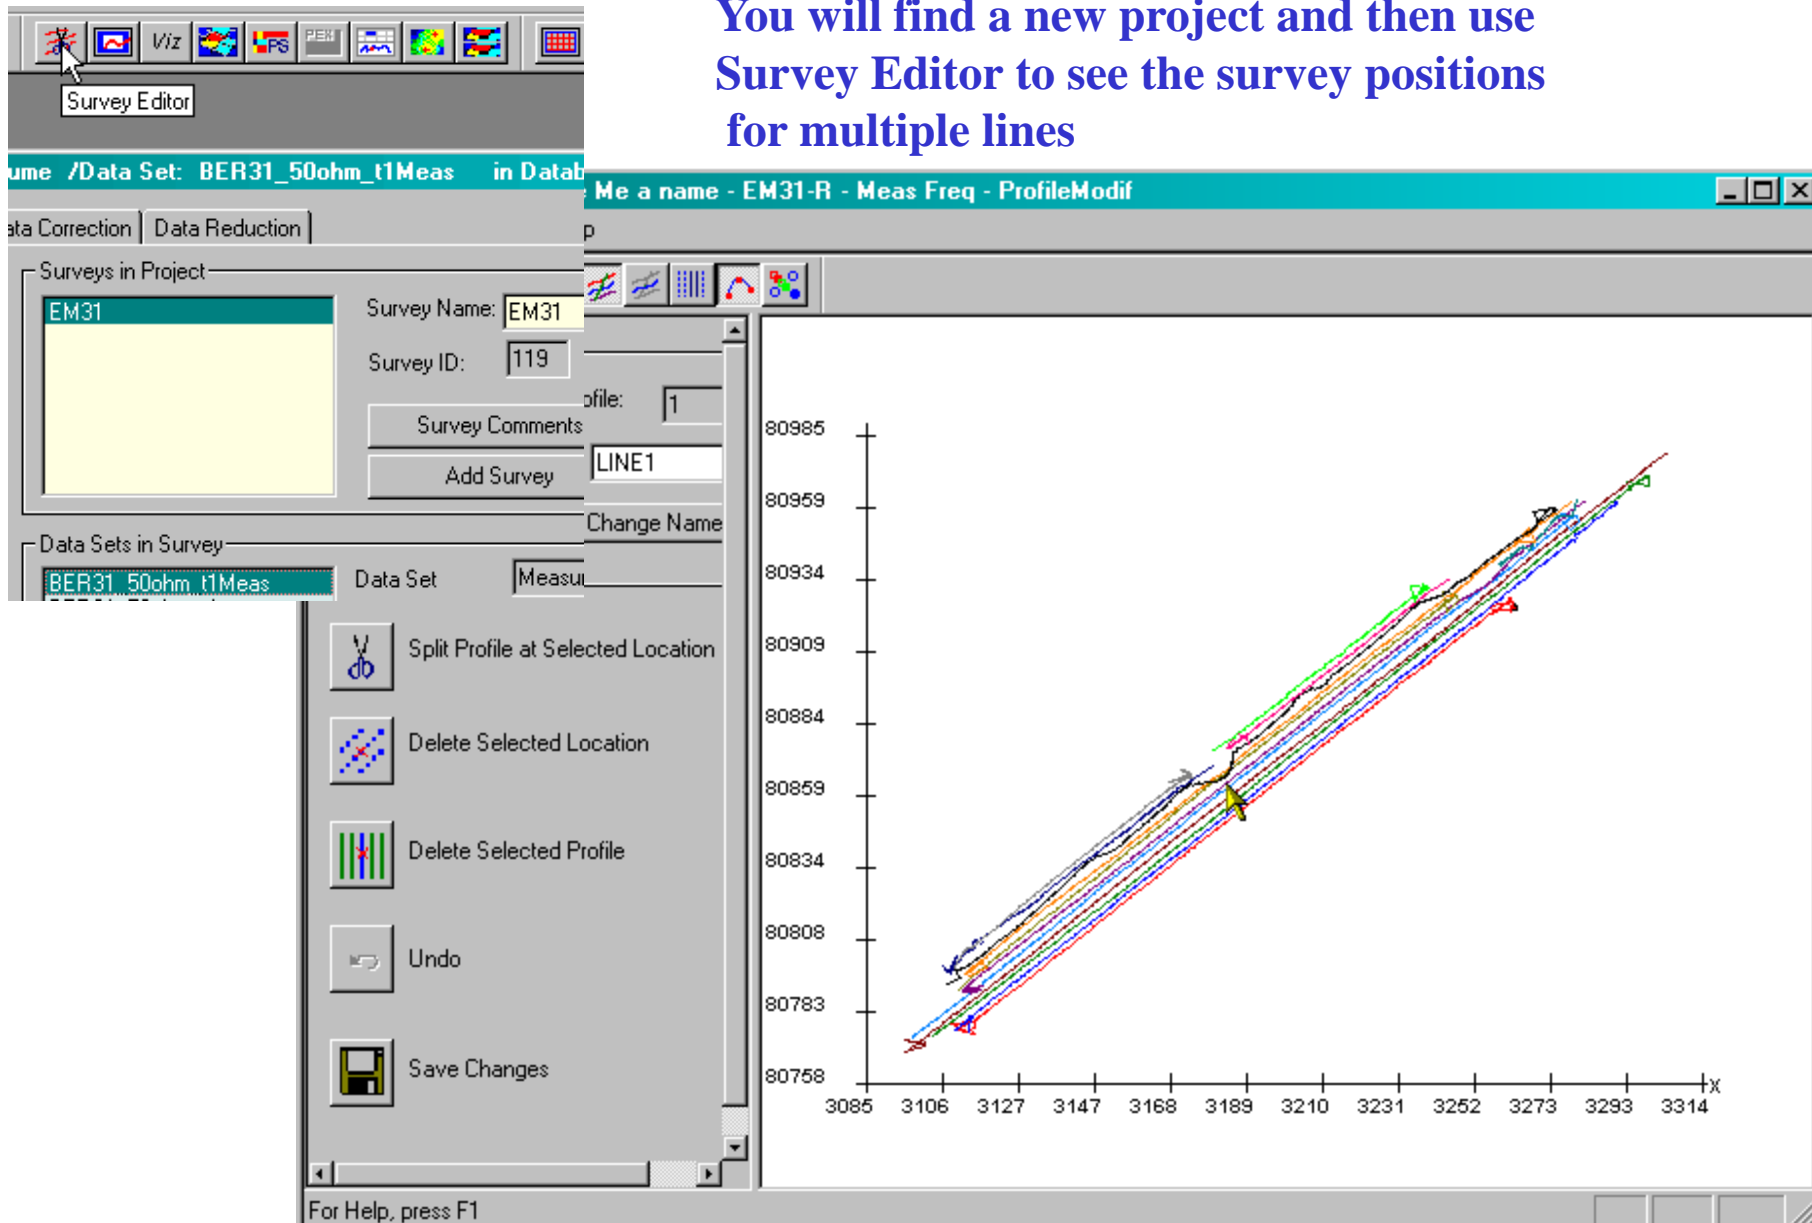 You will find a new project and then use
Survey Editor to see the survey positions
for multiple lines
Viz
PS
Survey Editor
ume /Data Set: BER31_50ohm_t1Meas in Datab
ata Correction
Data Reduction
Surveys in Project
EM31
Survey Name: EM31
Survey ID: 119
Survey Comments
Add Survey
Data Sets in Survey
BER31_50ohm_t1Meas
Data Set Measu
Me a name - EM31-R - Meas Freq - ProfileModif
p
ofile: 1
LINE1
Change Name
Split Profile at Selected Location
Delete Selected Location
Delete Selected Profile
Undo
Save Changes
80985
80959
80934
80909
80884
80859
80834
80808
80783
80758
3085 3106 3127 3147 3168 3189 3210 3231 3252 3273 3293 3314 X
For Help, press F1